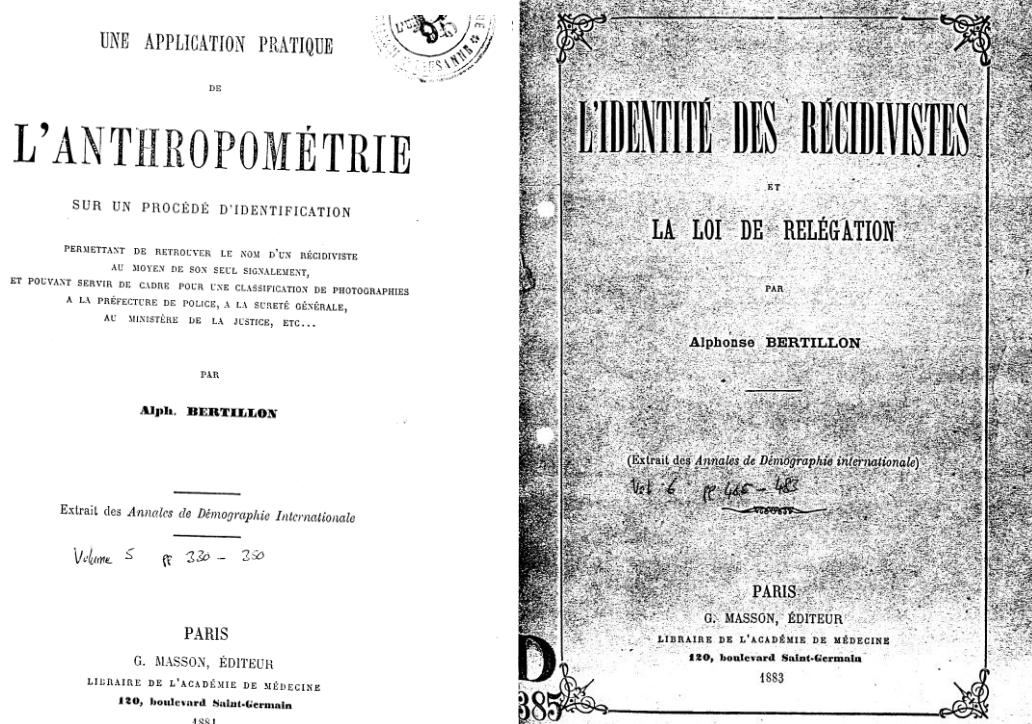 UNE APPLICATION PRATIQUE
DE
L'ANTHROPOMÉTRIE
SUR UN PROCÉDÉ D'IDENTIFICATION
PERMETTANT DE RETROUVER LE NOM D'UN RÉCIDIVISTE
AU MOYEN DE SON SEUL SIGNALEMENT,
ET POUVANT SERVIR DE CADRE POUR UNE CLASSIFICATION DE PHOTOGRAPHIES
A LA PRÉFECTURE DE POLICE, A LA SURETÉ GÉNÉRALE,
AU MINISTÈRE DE LA JUSTICE, ETC...
PAR
Alph. BERTILLON
Extrait des Annales de Démographie Internationale
Volume 5 pp 330 - 350
PARIS
G. MASSON, ÉDITEUR
LIBRAIRE DE L'ACADÉMIE DE MÉDECINE
120, boulevard Saint-Germain
1881
L'IDENTITÉ DES RÉCIDIVISTES
ET
LA LOI DE RELÉGATION
PAR
Alphonse BERTILLON
(Extrait des Annales de Démographie internationale)
Vol 6 pp
PARIS
G. MASSON, ÉDITEUR
LIBRAIRE DE L'ACADÉMIE DE MÉDECINE
120, boulevard Saint-Germain
1883
D
385